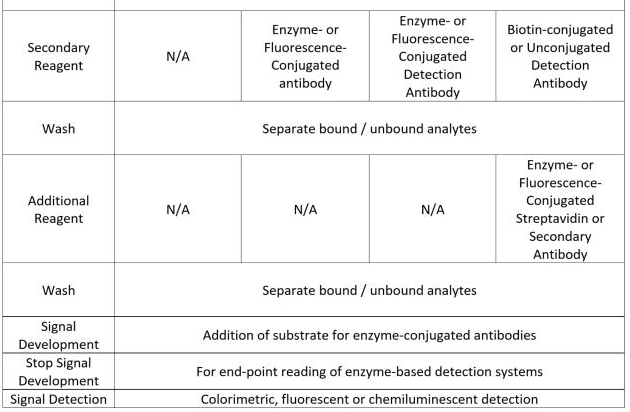 Secondary
Reagent
N/A
Enzyme- or
Fluorescence-
Conjugated
antibody
Enzyme- or
Fluorescence-
Conjugated
Detection
Antibody
Biotin-conjugated
or Unconjugated
Detection
Antibody
Wash
Separate bound / unbound analytes
Additional
Reagent
N/A
N/A
N/A
Enzyme- or
Fluorescence-
Conjugated
Streptavidin or
Secondary
Antibody
Wash
Separate bound / unbound analytes
Signal
Development
Addition of substrate for enzyme-conjugated antibodies
Stop Signal
Development
For end-point reading of enzyme-based detection systems
Signal Detection
Colorimetric, fluorescent or chemiluminescent detection